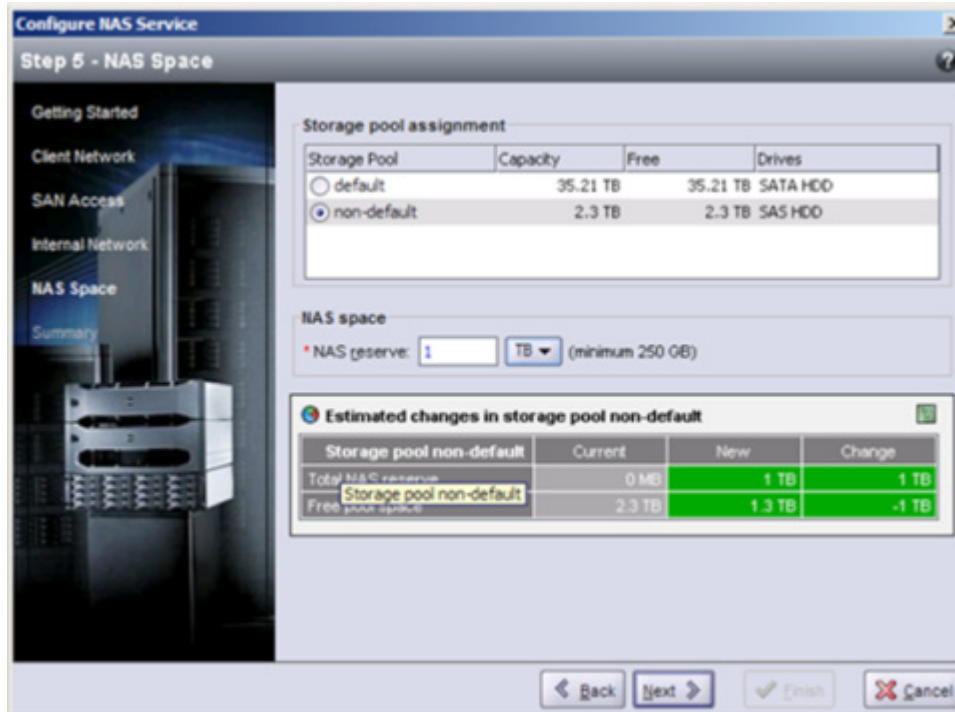 Configure NAS Service
Step 5 - NAS Space
?
Getting Started
Client Network
SAN Access
Internal Network
NAS Space
Summary
Storage pool assignment
Storage Pool Capacity Free Drives
default 35.21 TB 35.21 TB SATA HDD
non-default 2.3 TB 2.3 TB SAS HDD
NAS space
* NAS reserve: 1 TB (minimum 250 GB)
Estimated changes in storage pool non-default
Storage pool non-default Current New Change
Total NAS reserve 0 MB 1 TB 1 TB
Storage pool non-default
Free pool space 2.3 TB 1.3 TB -1 TB
Back Next Finish Cancel